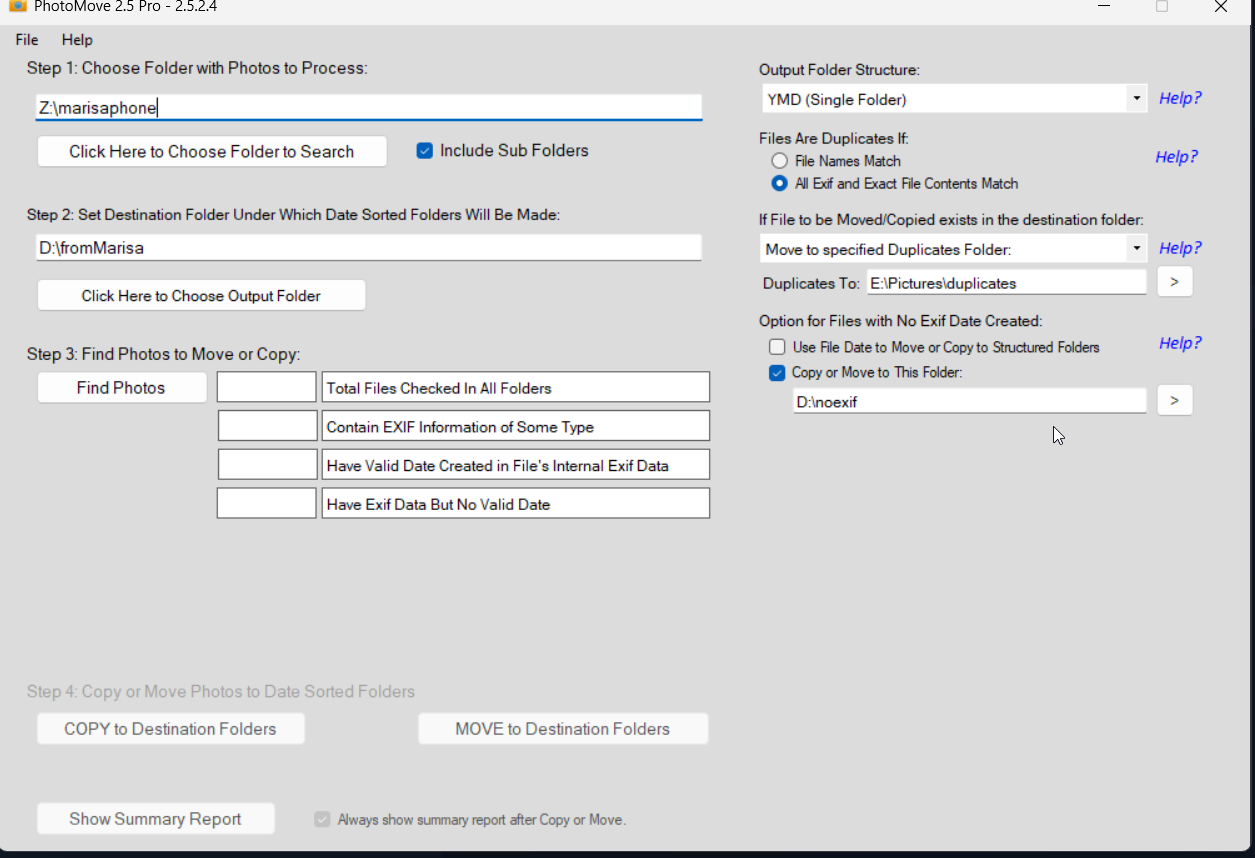 PhotoMove 2.5 Pro - 2.5.2.4
File Help
Step 1: Choose Folder with Photos to Process:
Z:\marisaphone
Click Here to Choose Folder to Search
Include Sub Folders
Step 2: Set Destination Folder Under Which Date Sorted Folders Will Be Made:
D:\fromMarisa
Click Here to Choose Output Folder
Step 3: Find Photos to Move or Copy:
Find Photos
Total Files Checked In All Folders
Contain EXIF Information of Some Type
Have Valid Date Created in File's Internal Exif Data
Have Exif Data But No Valid Date
Step 4: Copy or Move Photos to Date Sorted Folders
COPY to Destination Folders
MOVE to Destination Folders
Show Summary Report
Always show summary report after Copy or Move.
Output Folder Structure:
YMD (Single Folder)
Help?
Files Are Duplicates If:
File Names Match
Help?
All Exif and Exact File Contents Match
If File to be Moved/Copied exists in the destination folder:
Move to specified Duplicates Folder:
Help?
Duplicates To: E:\Pictures\duplicates >
Option for Files with No Exif Date Created:
Help?
Use File Date to Move or Copy to Structured Folders
Copy or Move to This Folder:
D:\noexif >